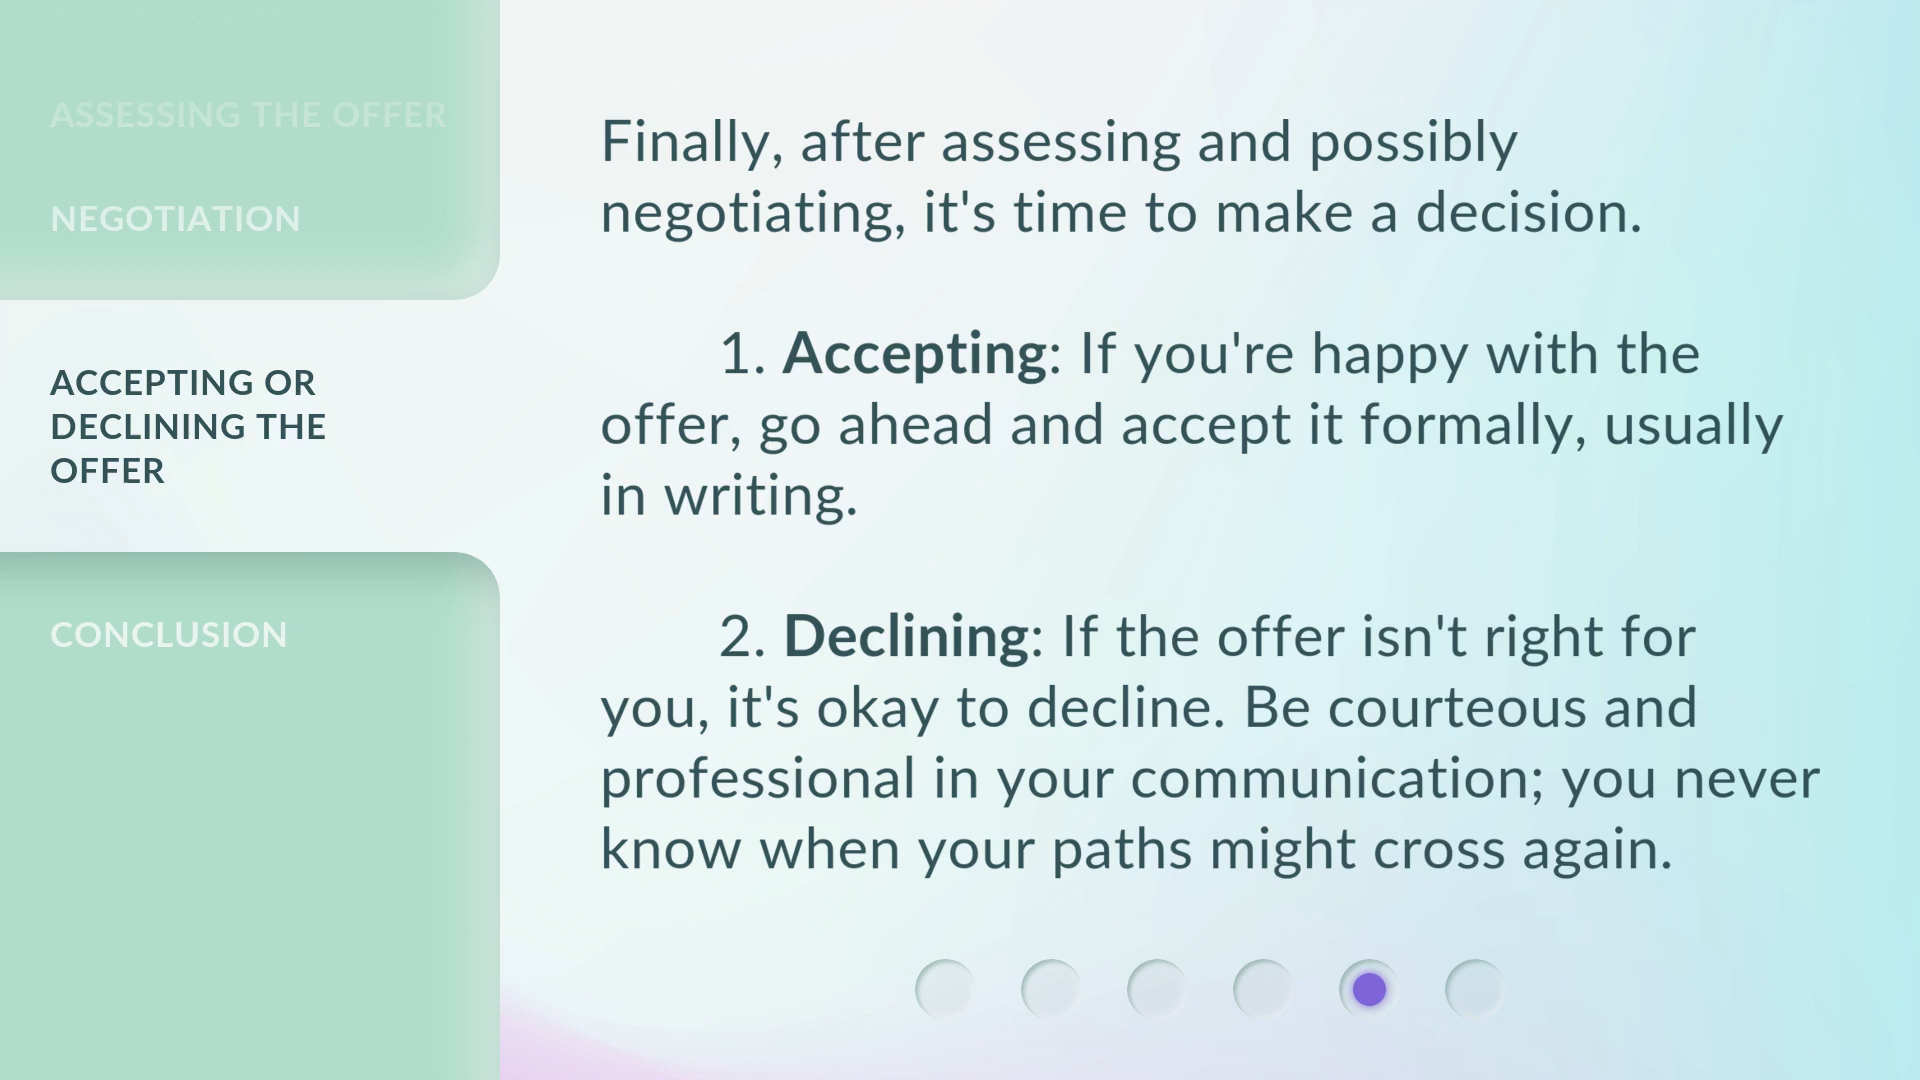 ASSESSING THE OFFER
NEGOTIATION
ACCEPTING OR
DECLINING THE
OFFER
CONCLUSION
Finally, after assessing and possibly
negotiating, it's time to make a decision.
1. Accepting: If you're happy with the
offer, go ahead and accept it formally, usually
in writing.
2. Declining: If the offer isn't right for
you, it's okay to decline. Be courteous and
professional in your communication; you never
know when your paths might cross again.